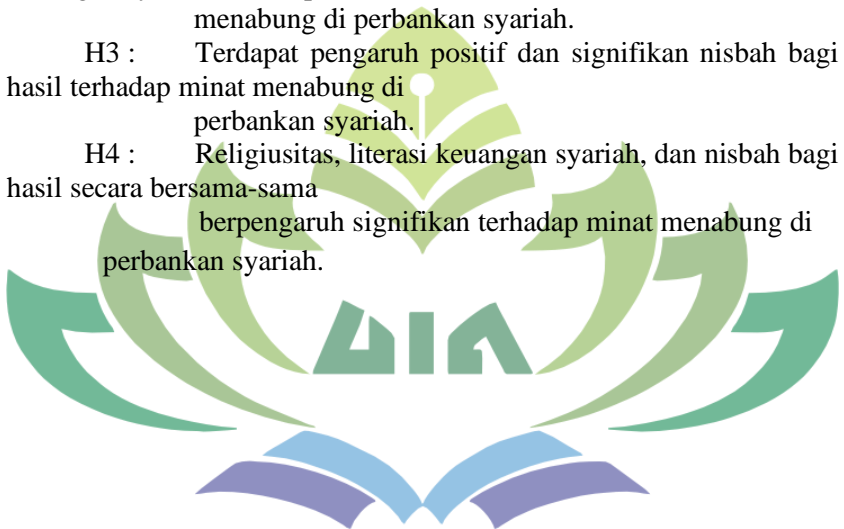 menabung di perbankan syariah.
H3 : Terdapat pengaruh positif dan signifikan nisbah bagi
hasil terhadap minat menabung di
perbankan syariah.
H4 : Religiusitas, literasi keuangan syariah, dan nisbah bagi
hasil secara bersama-sama
berpengaruh signifikan terhadap minat menabung di
perbankan syariah.
UIN